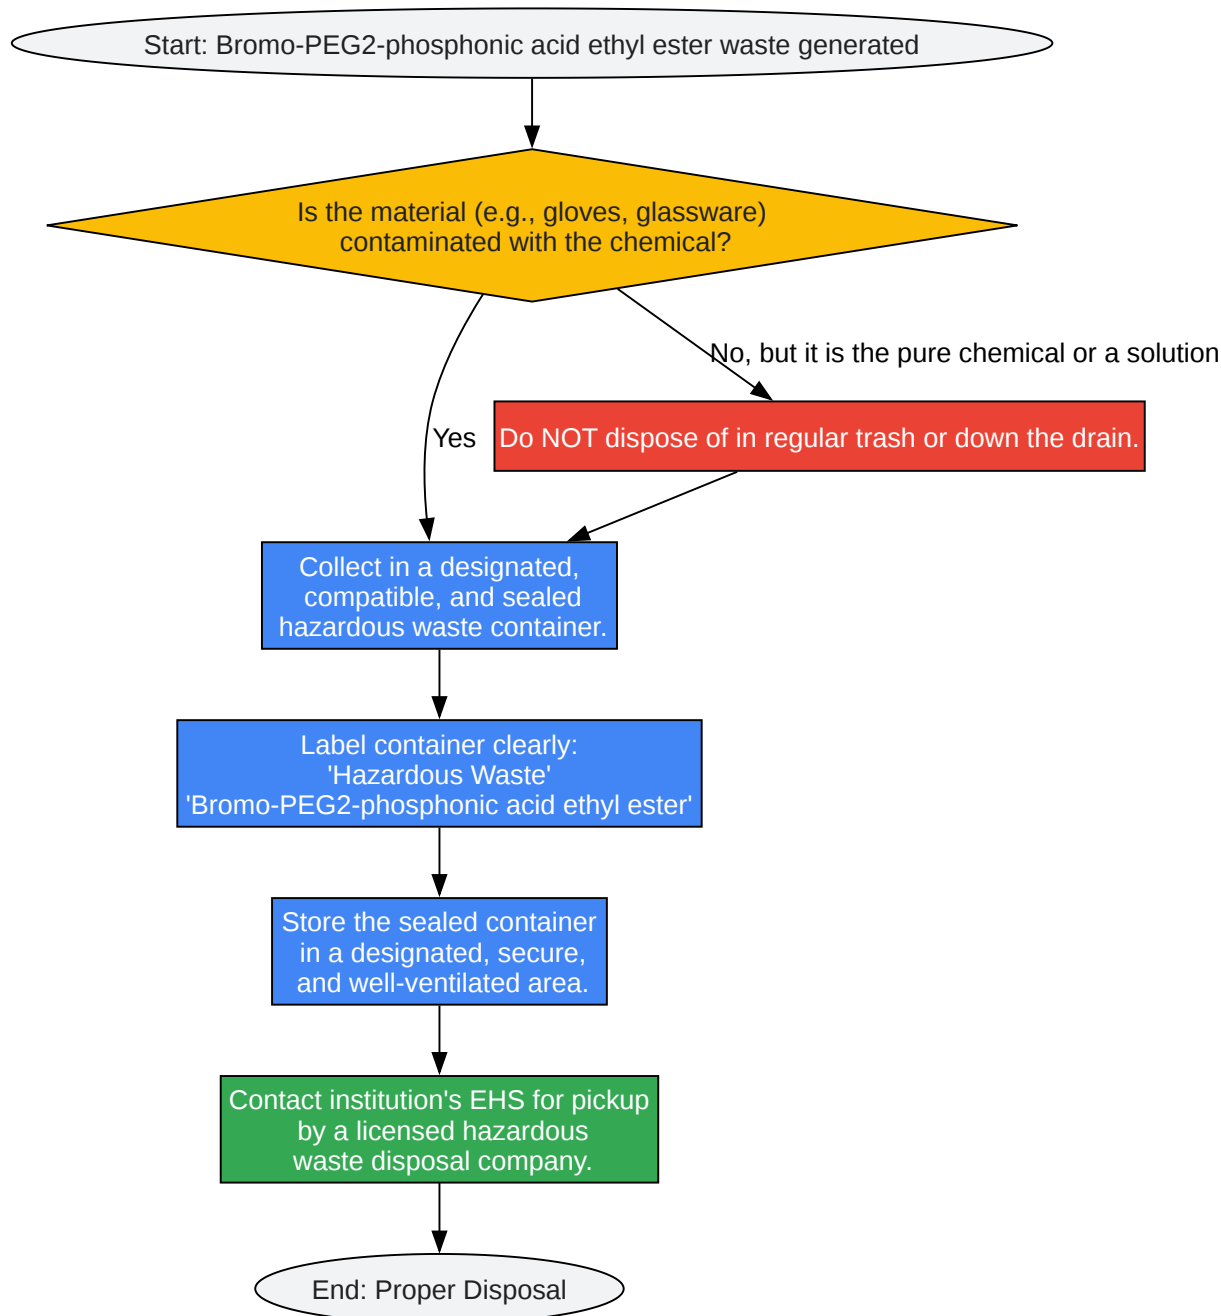 Start: Bromo-PEG2-phosphonic acid ethyl ester waste generated
Is the material (e.g., gloves, glassware)
contaminated with the chemical?
No, but it is the pure chemical or a solution
Yes
Do NOT dispose of in regular trash or down the drain.
Collect in a designated,
compatible, and sealed
hazardous waste container.
Label container clearly:
'Hazardous Waste'
'Bromo-PEG2-phosphonic acid ethyl ester'
Store the sealed container
in a designated, secure,
and well-ventilated area.
Contact institution's EHS for pickup
by a licensed hazardous
waste disposal company.
End: Proper Disposal